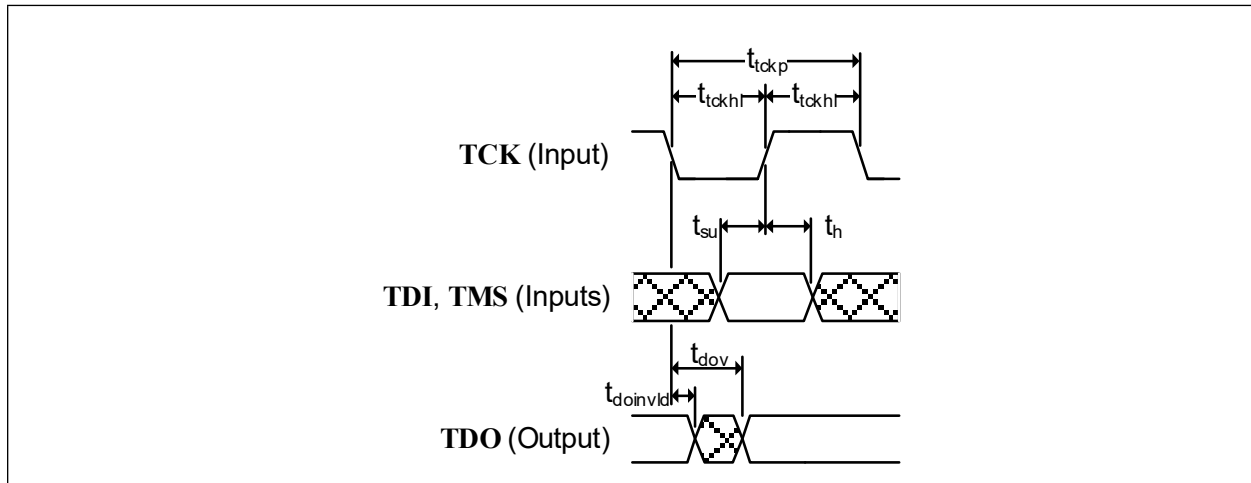 ttckp
ttckhl ttckhl
TCK (Input)
tsu th
TDI, TMS (Inputs)
tdov
tdoinvld
TDO (Output)